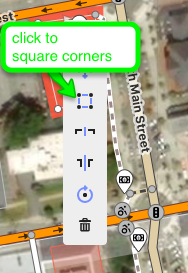 click to
square corners
h Main Street